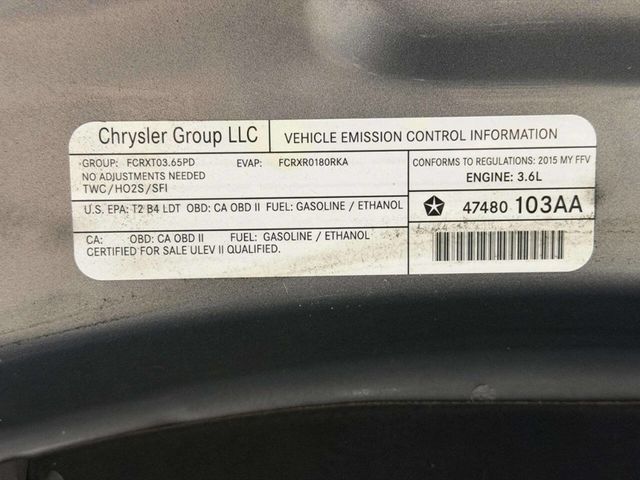 Chrysler Group LLC
VEHICLE EMISSION CONTROL INFORMATION
GROUP: FCRXT03.65PD EVAP: FCRXR0180RKA
NO ADJUSTMENTS NEEDED
TWC/HO2S/SFI
CONFORMS TO REGULATIONS: 2015 MY FFV
ENGINE: 3.6L
U.S. EPA: T2 B4 LDT OBD: CA OBD II FUEL: GASOLINE / ETHANOL
47480 103AA
CA: OBD: CA OBD II FUEL: GASOLINE / ETHANOL
CERTIFIED FOR SALE ULEV II QUALIFIED.